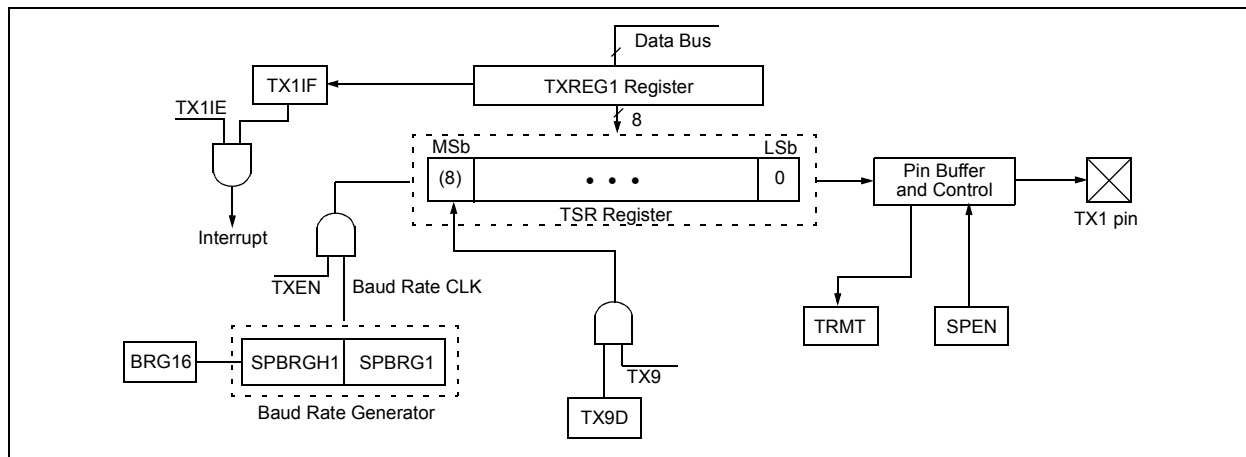 Data Bus
TXREG1 Register
TX1IF
TX1IE
8
MSb
LSb
(8)
• • •
0
TSR Register
Pin Buffer
and Control
TX1 pin
Interrupt
TXEN
Baud Rate CLK
TRMT
SPEN
BRG16
SPBRGH1
SPBRG1
TX9
Baud Rate Generator
TX9D